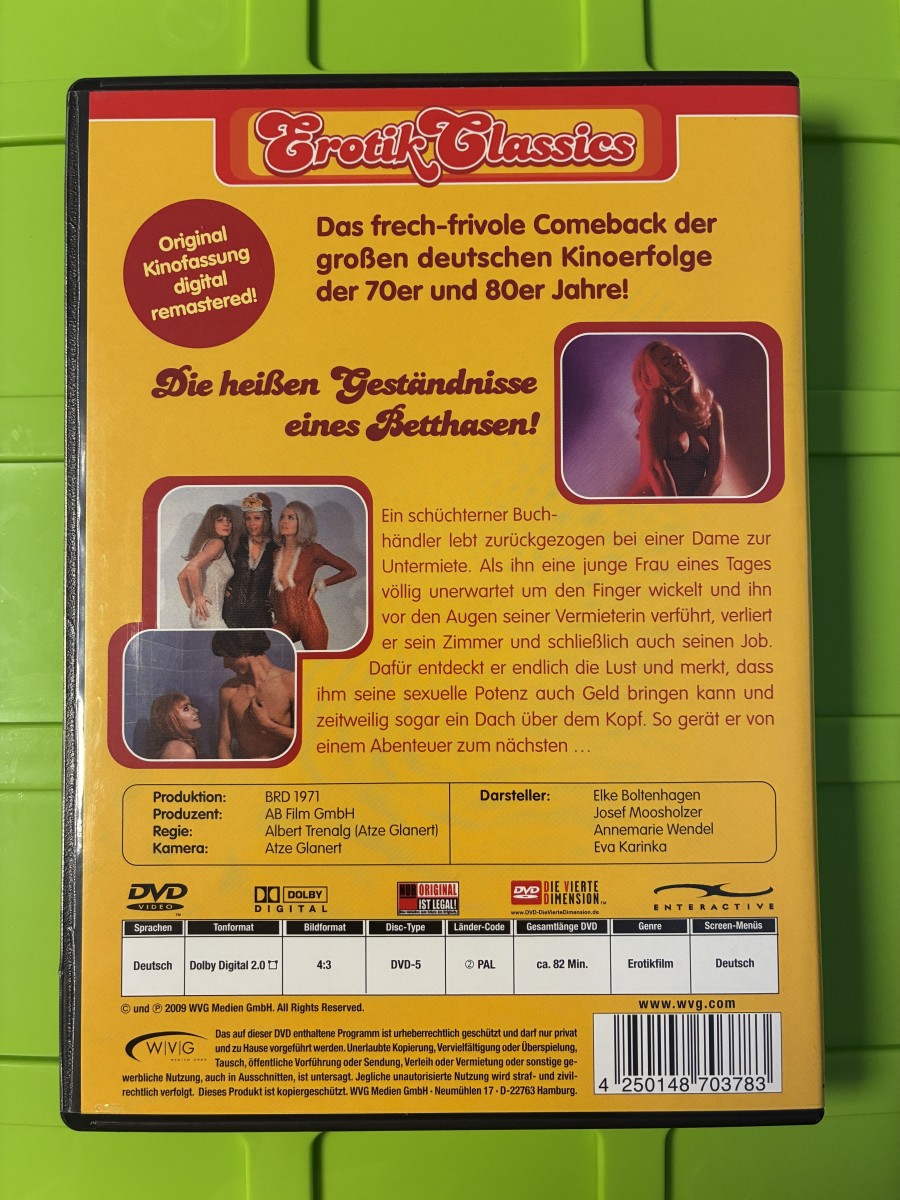 Erotik Classics
Original
Kinofassung
digital
remastered!
Das frech-frivole Comeback der
großen deutschen Kinoerfolge
der 70er und 80er Jahre!
Die heißen Geständnisse
eines Betthasen!
Ein schüchterner Buch-
händler lebt zurückgezogen bei einer Dame zur
Untermiete. Als ihn eine junge Frau eines Tages
völlig unerwartet um den Finger wickelt und ihn
vor den Augen seiner Vermieterin verführt, verliert
er sein Zimmer und schließlich auch seinen Job.
Dafür entdeckt er endlich die Lust und merkt, dass
ihm seine sexuelle Potenz auch Geld bringen kann und
zeitweilig sogar ein Dach über dem Kopf. So gerät er von
einem Abenteuer zum nächsten ...
Produktion: BRD 1971
Produzent: AB Film GmbH
Regie: Albert Trenalg (Atze Glanert)
Kamera: Atze Glanert
Darsteller: Elke Boltenhagen
Josef Moosholzer
Annemarie Wendel
Eva Karinka
DVD VIDEO ™
DOLBY DIGITAL
NUR ORIGINAL IST LEGAL!
DVD DIE VIERTE DIMENSION™
www.DVD-DieVierteDimension.de
ENTERACTIVE
Sprachen Tonformat Bildformat Disc-Type Länder-Code Gesamtlänge DVD Genre Screen-Menüs
Deutsch Dolby Digital 2.0 4:3 DVD-5 ② PAL ca. 82 Min. Erotikfilm Deutsch
© und ℗ 2009 WVG Medien GmbH. All Rights Reserved.
www.wvg.com
W|V|G
MEDIEN GMBH
Das auf dieser DVD enthaltene Programm ist urheberrechtlich geschützt und darf nur privat
und zu Hause vorgeführt werden. Unerlaubte Kopierung, Vervielfältigung oder Überspielung,
Tausch, öffentliche Vorführung oder Sendung, Verleih oder Vermietung oder sonstige ge-
werbliche Nutzung, auch in Ausschnitten, ist untersagt. Jegliche unautorisierte Nutzung wird straf- und zivil-
rechtlich verfolgt. Dieses Produkt ist kopiergeschützt. WVG Medien GmbH · Neumühlen 17 · D-22763 Hamburg.
4 250148 703783